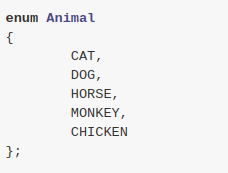 enum Animal
{
        CAT,
        DOG,
        HORSE,
        MONKEY,
        CHICKEN
};